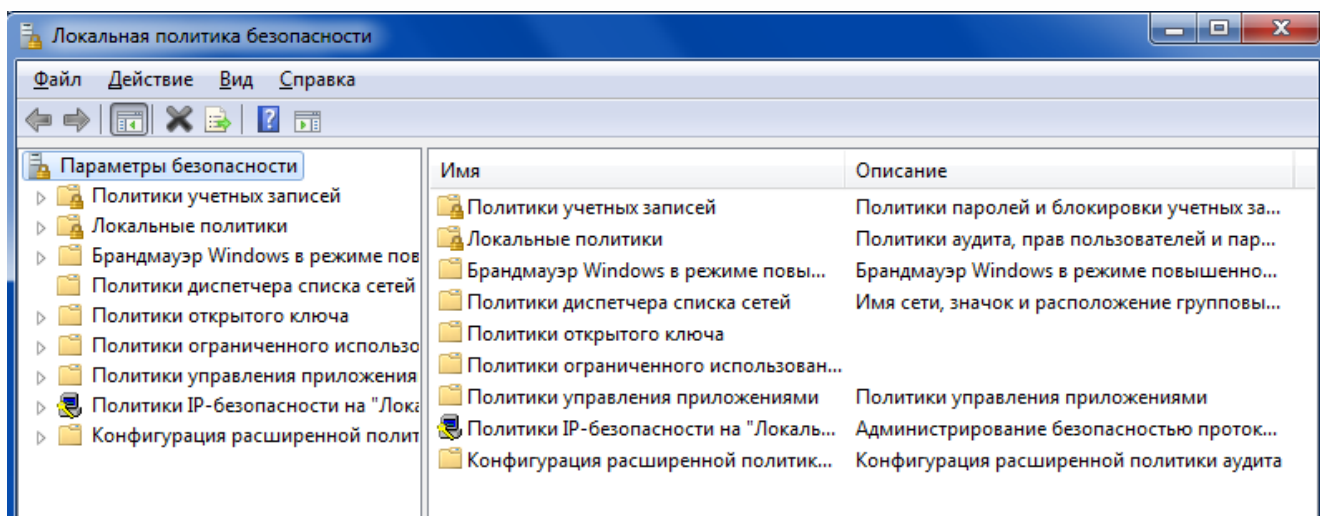 Локальная политика безопасности
Файл Действие Вид Справка
Параметры безопасности
Политики учетных записей
Локальные политики
Брандмауэр Windows в режиме пов
Политики диспетчера списка сетей
Политики открытого ключа
Политики ограниченного использо
Политики управления приложения
Политики IP-безопасности на "Лока
Конфигурация расширенной полит
Имя Описание
Политики учетных записей Политики паролей и блокировки учетных за...
Локальные политики Политики аудита, прав пользователей и пар...
Брандмауэр Windows в режиме повы... Брандмауэр Windows в режиме повышенно...
Политики диспетчера списка сетей Имя сети, значок и расположение групповы...
Политики открытого ключа
Политики ограниченного использован...
Политики управления приложениями Политики управления приложениями
Политики IP-безопасности на "Локаль... Администрирование безопасностью проток...
Конфигурация расширенной политик... Конфигурация расширенной политики аудита